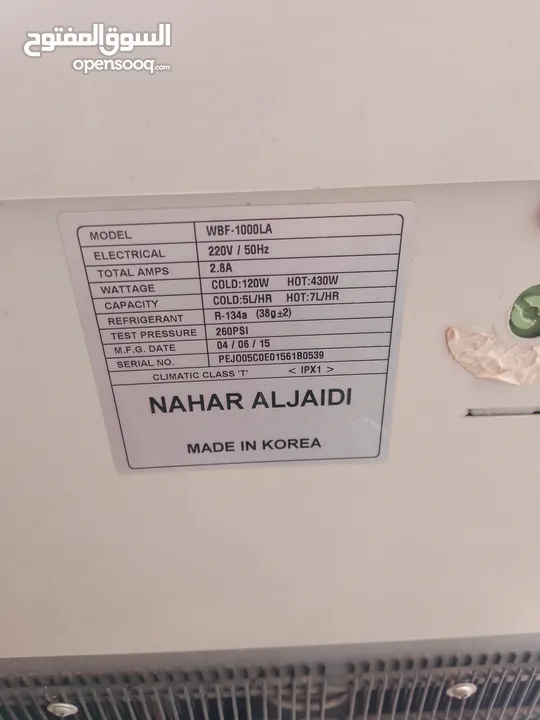 السوق المفتوح
opensooq.com
MODEL WBF-1000LA
ELECTRICAL 220V / 50Hz
TOTAL AMPS 2.8A
WATTAGE COLD:120W HOT:430W
CAPACITY COLD:5L/HR HOT:7L/HR
REFRIGERANT R-134a (38g±2)
TEST PRESSURE 260PSI
M.F.G. DATE 04 / 06 / 15
SERIAL NO. PEJO05C0E01561B0539
CLIMATIC CLASS 'T' < IPX1 >
NAHAR ALJAIDI
MADE IN KOREA